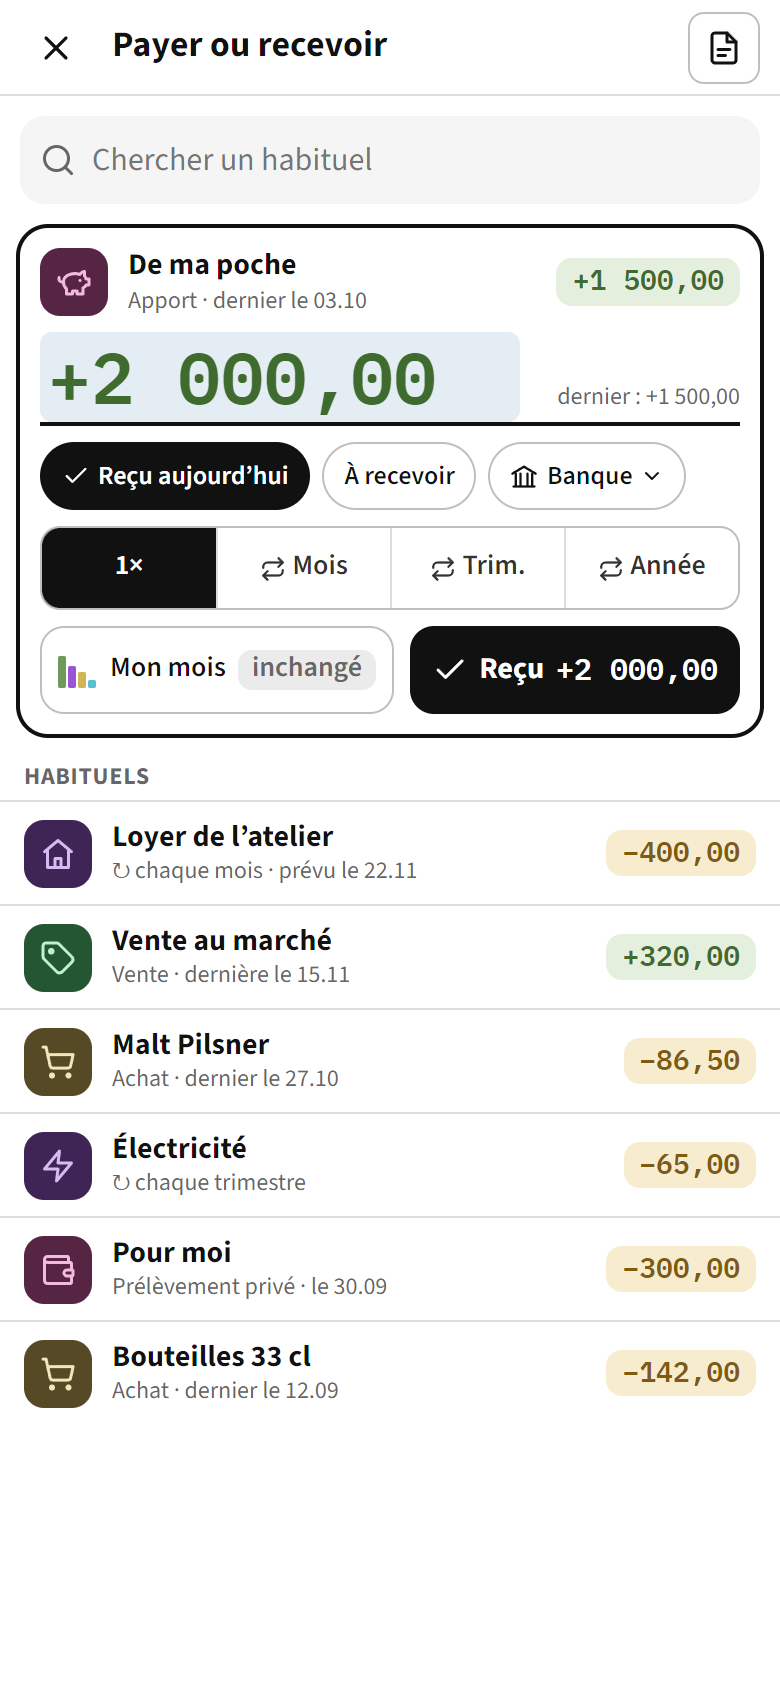 Payer ou recevoir
Chercher un habituel
De ma poche
Apport · dernier le 03.10
+1 500,00
+2 000,00
dernier : +1 500,00
Reçu aujourd’hui
À recevoir
Banque
1×
Mois
Trim.
Année
Mon mois inchangé
Reçu +2 000,00
HABITUELS
Loyer de l’atelier
↻ chaque mois · prévu le 22.11
−400,00
Vente au marché
Vente · dernière le 15.11
+320,00
Malt Pilsner
Achat · dernier le 27.10
−86,50
Électricité
↻ chaque trimestre
−65,00
Pour moi
Prélèvement privé · le 30.09
−300,00
Bouteilles 33 cl
Achat · dernier le 12.09
−142,00